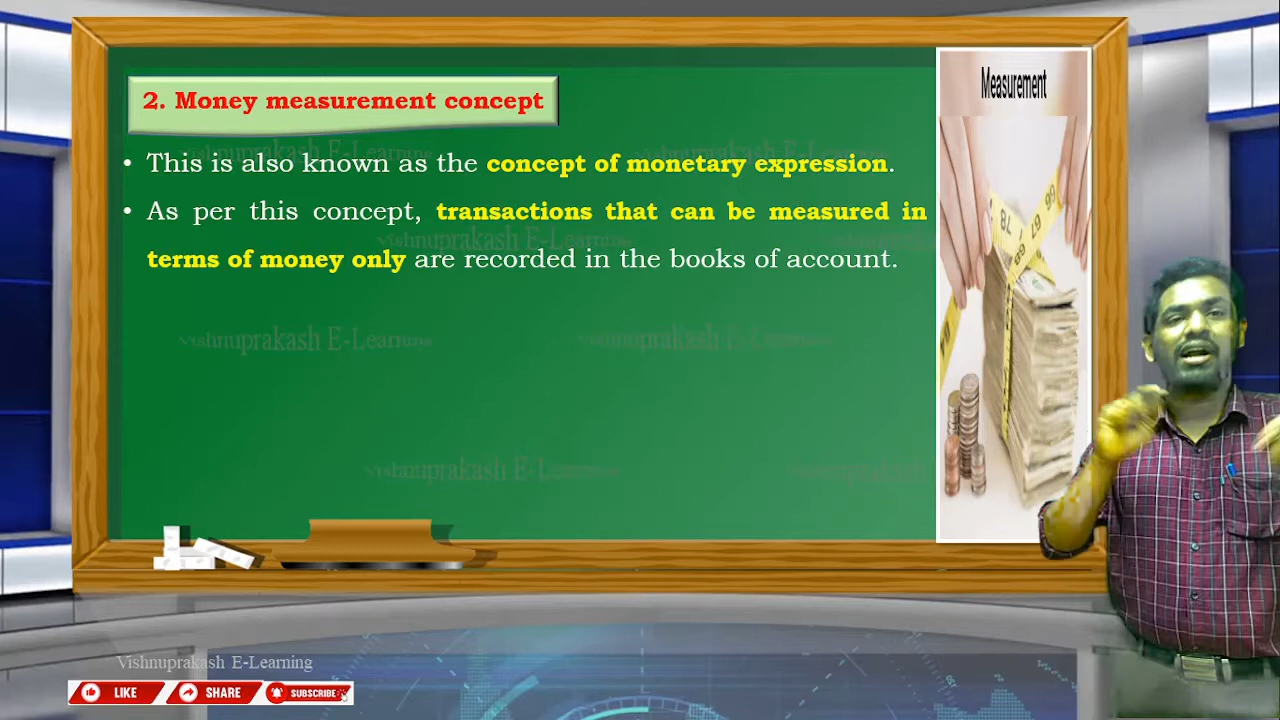 2. Money measurement concept
Measurement
• This is also known as the concept of monetary expression.
• As per this concept, transactions that can be measured in
terms of money only are recorded in the books of account.
Vishnuprakash E-Learning
Vishnuprakash E-Learning
LIKE
SHARE
SUBSCRIBE